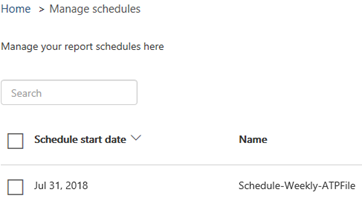 Home > Manage schedules
Manage your report schedules here
Search
Schedule start date Name
Jul 31, 2018 Schedule-Weekly-ATPFile